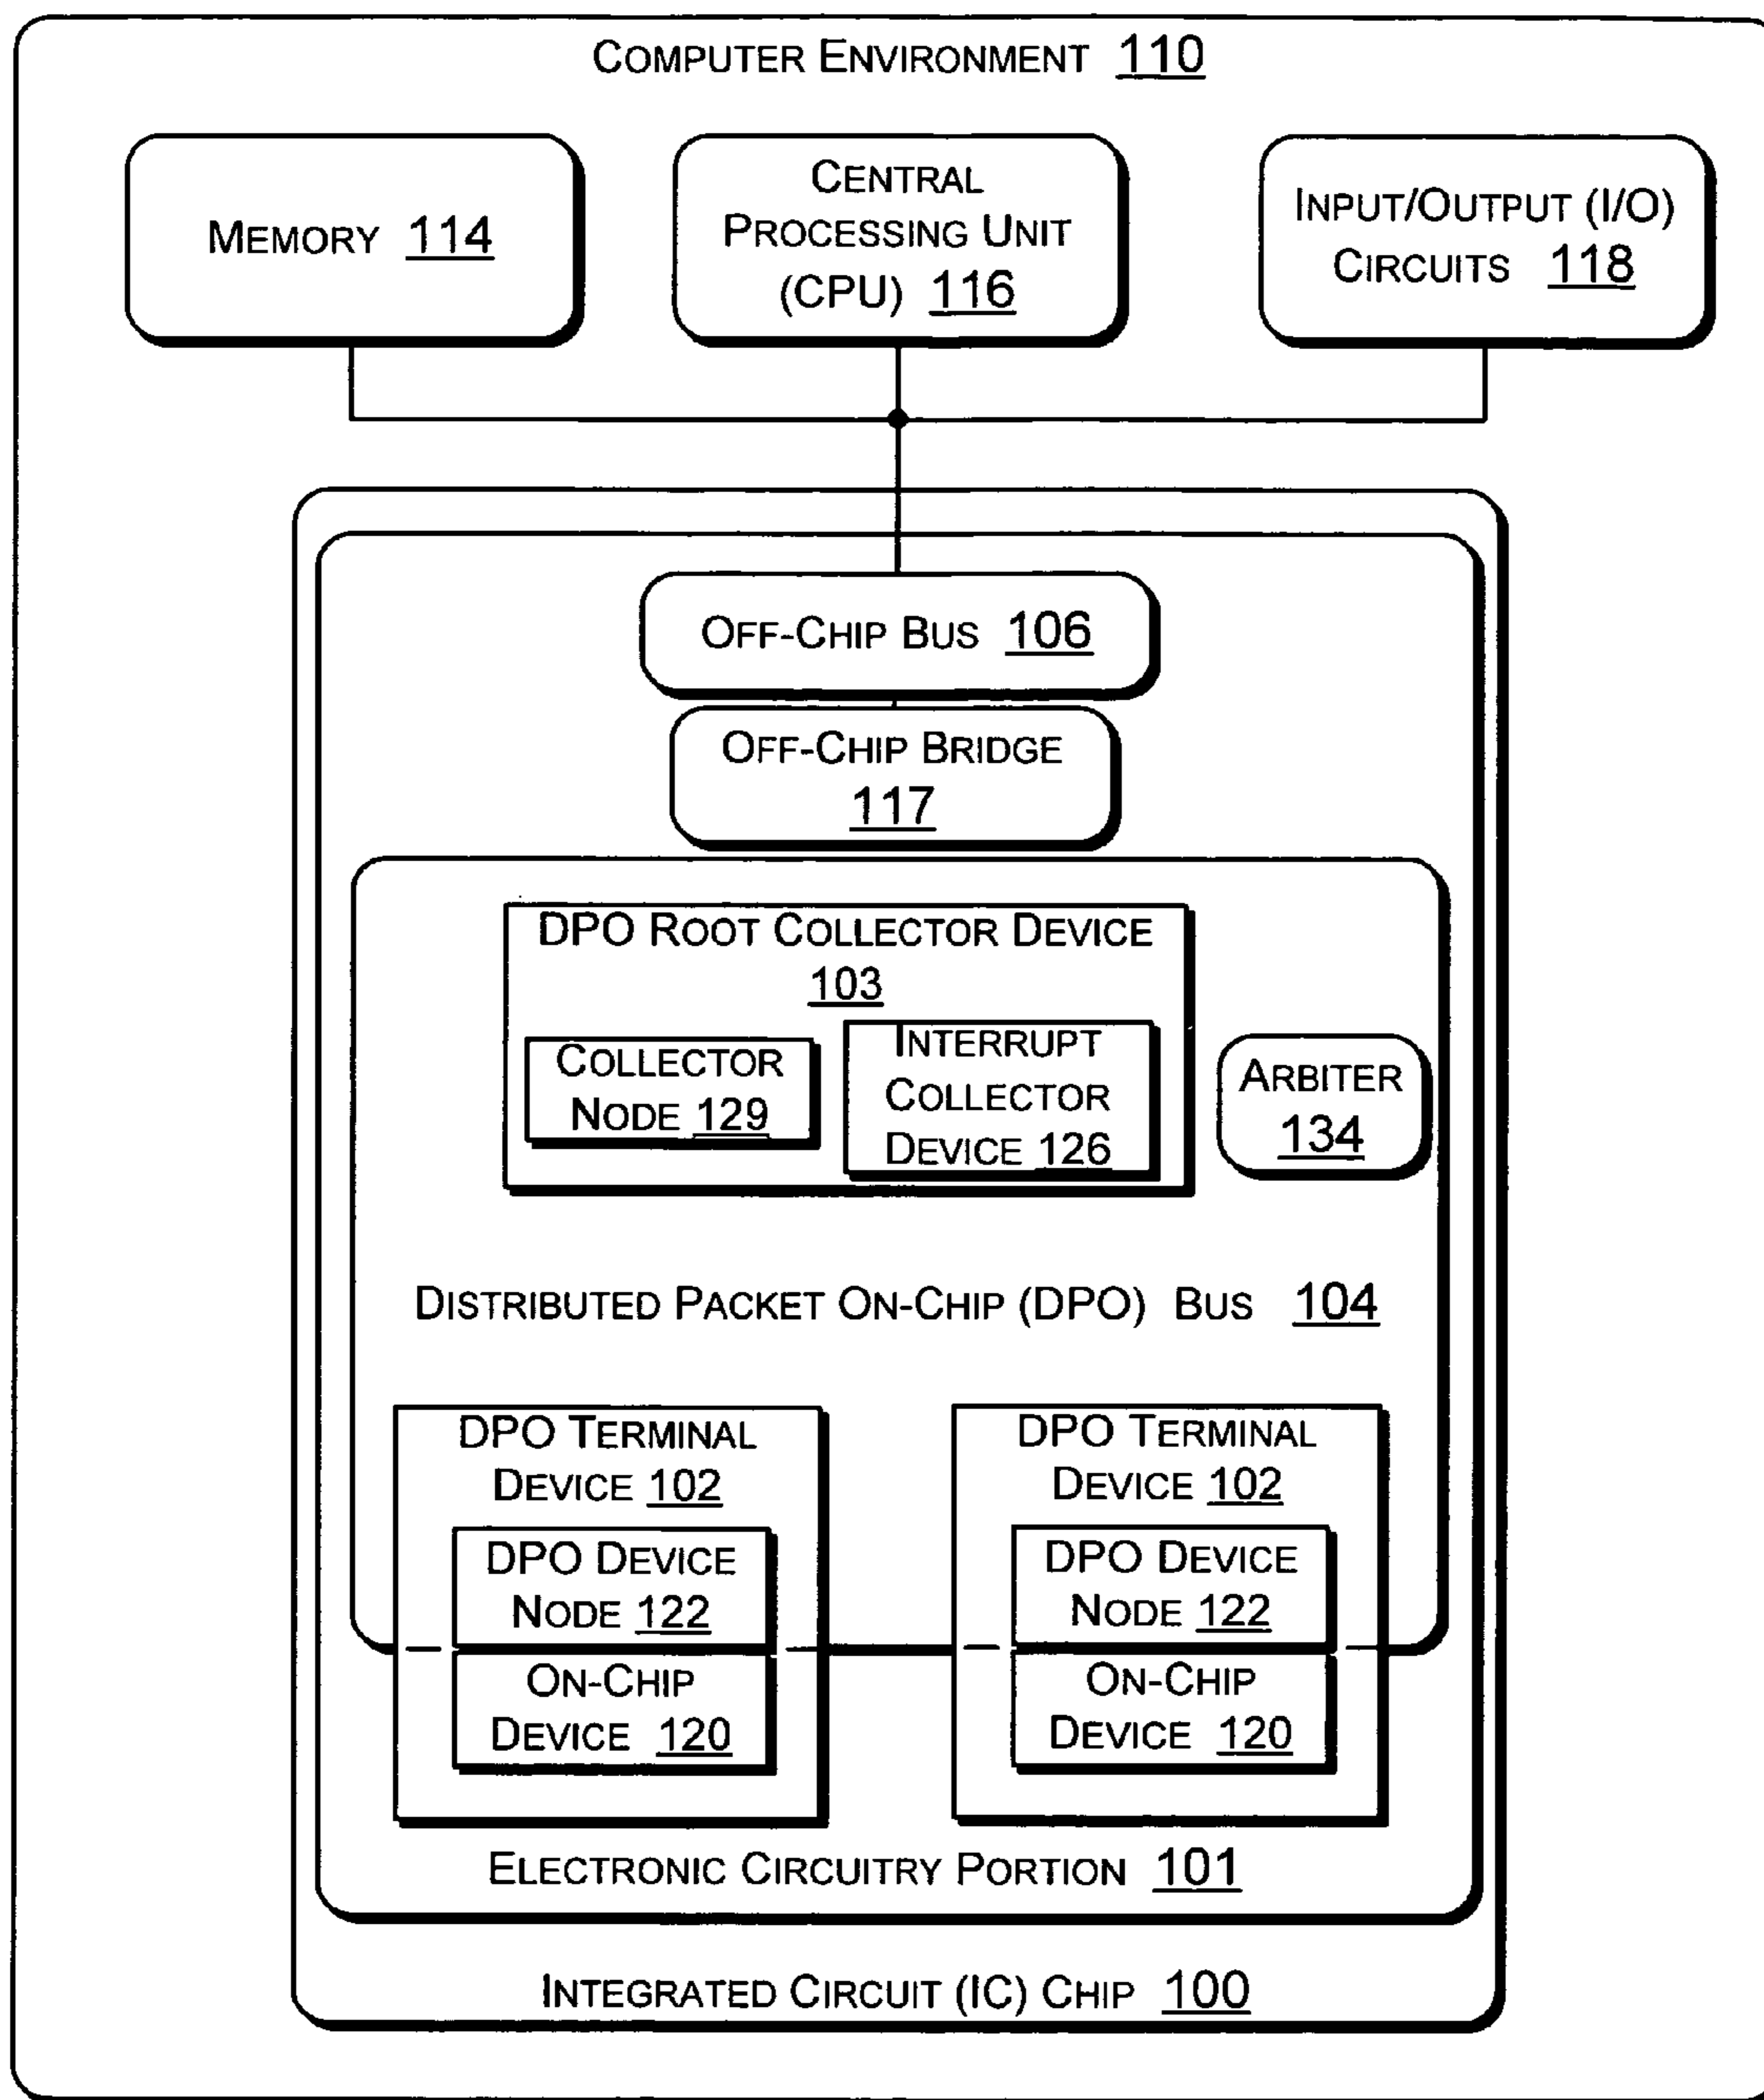 COMPUTER ENVIRONMENT 110
MEMORY 114
CENTRAL
PROCESSING UNIT
(CPU) 116
INPUT/OUTPUT (I/O)
CIRCUITS 118
OFF-CHIP BUS 106
OFF-CHIP BRIDGE
117
DPO ROOT COLLECTOR DEVICE
103
COLLECTOR
NODE 129
INTERRUPT
COLLECTOR
DEVICE 126
ARBITER
134
DISTRIBUTED PACKET ON-CHIP (DPO) BUS 104
DPO TERMINAL
DEVICE 102
DPO DEVICE
NODE 122
ON-CHIP
DEVICE 120
DPO TERMINAL
DEVICE 102
DPO DEVICE
NODE 122
ON-CHIP
DEVICE 120
ELECTRONIC CIRCUITRY PORTION 101
INTEGRATED CIRCUIT (IC) CHIP 100